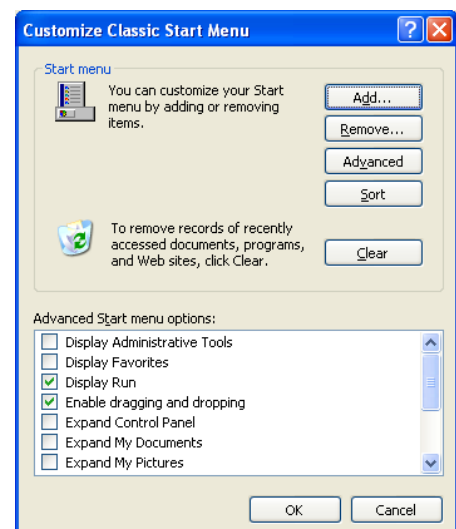 Customize Classic Start Menu
Start menu
You can customize your Start
menu by adding or removing
items.
Add...
Remove...
Advanced
Sort
To remove records of recently
accessed documents, programs,
and Web sites, click Clear.
Clear
Advanced Start menu options:
Display Administrative Tools
Display Favorites
Display Run
Enable dragging and dropping
Expand Control Panel
Expand My Documents
Expand My Pictures
OK
Cancel